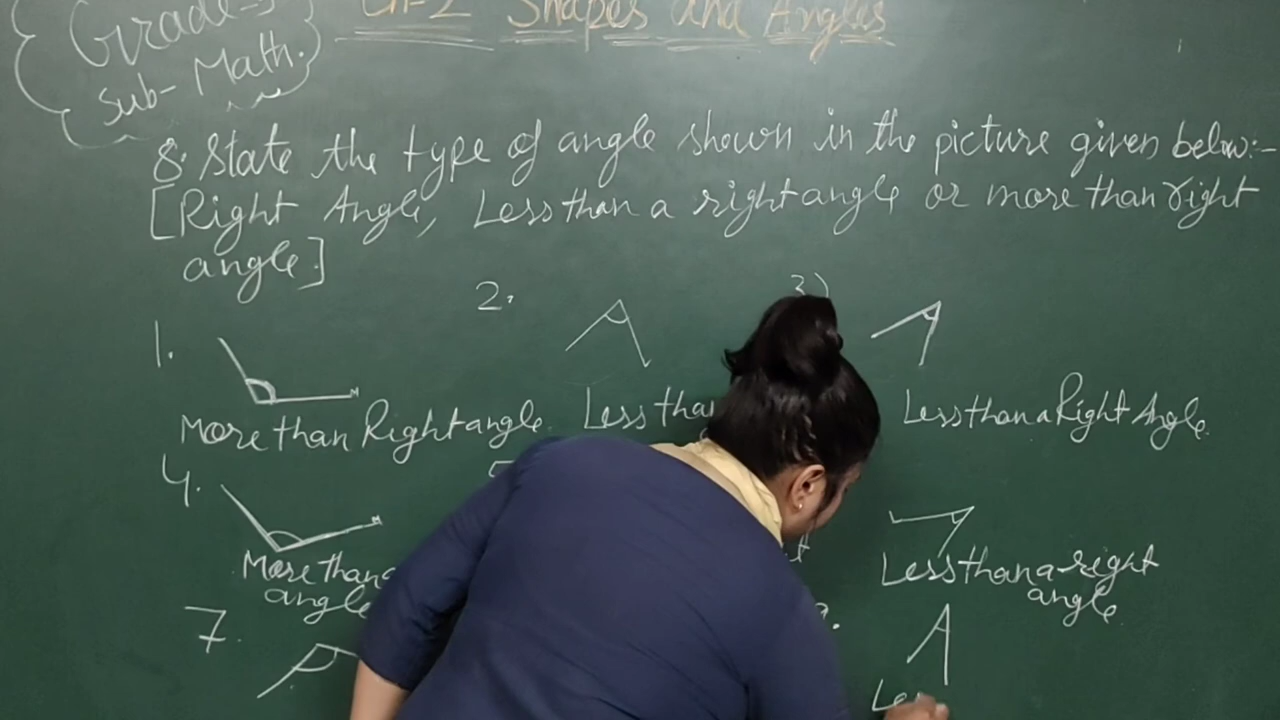 Grade-5
Sub-Math.
Ch-2 Shapes and Angles
8. State the type of angle shown in the picture given below:-
[Right Angle, Less than a right angle or more than right
angle]
1.
2.
3)
More than Right angle.
Less than
Less than a Right Angle.
4.
More than a
angle
Less than a right
angle.
7.
9.